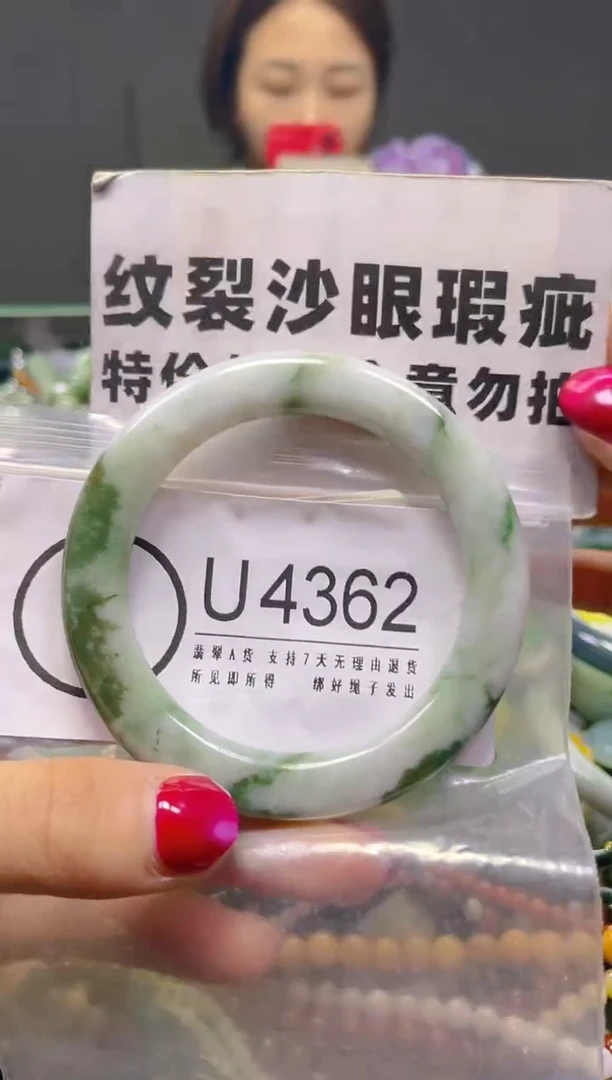 纹裂沙眼瑕疵
特价 意勿拍
U4362
翡翠A货 支持7天无理由退货
所见即所得 绑好绳子发出